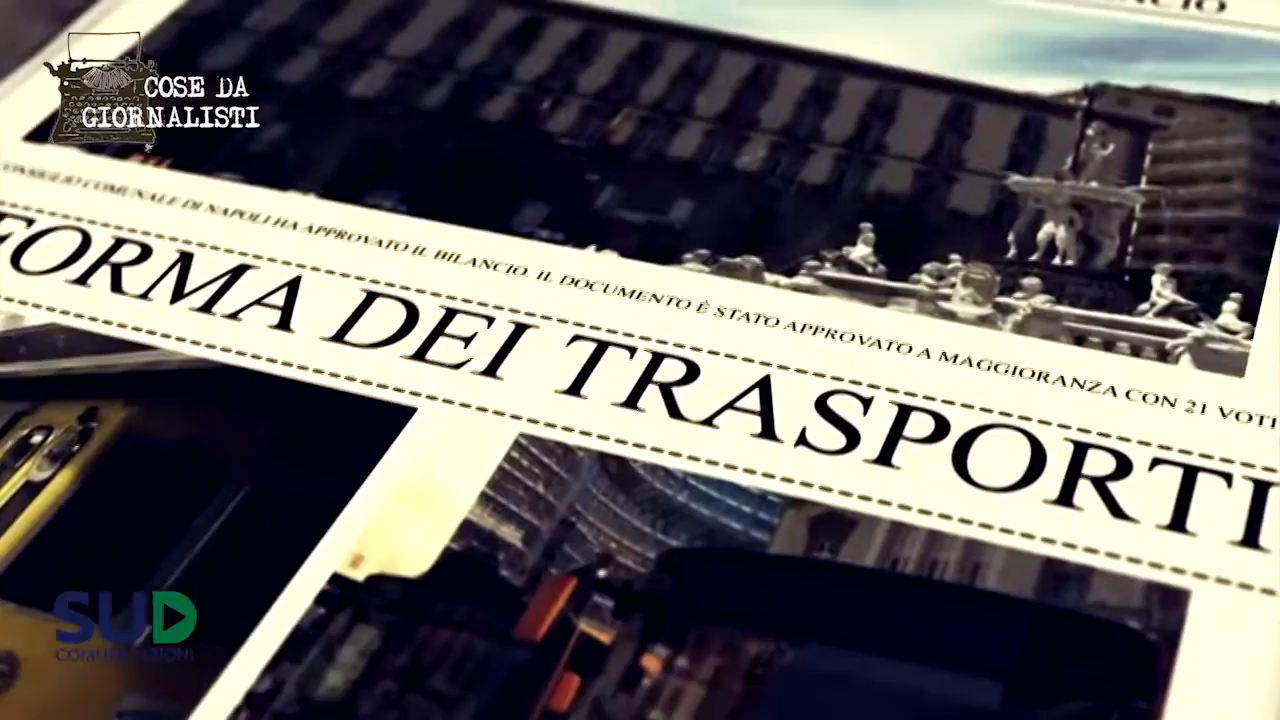 COSE DA
GIORNALISTI
CONSIGLIO COMUNALE DI NAPOLI HA APPROVATO IL BILANCIO. IL DOCUMENTO È STATO APPROVATO A MAGGIORANZA CON 21 VOTI
FORMA DEI TRASPORTI
SUD
COMUNICAZIONI